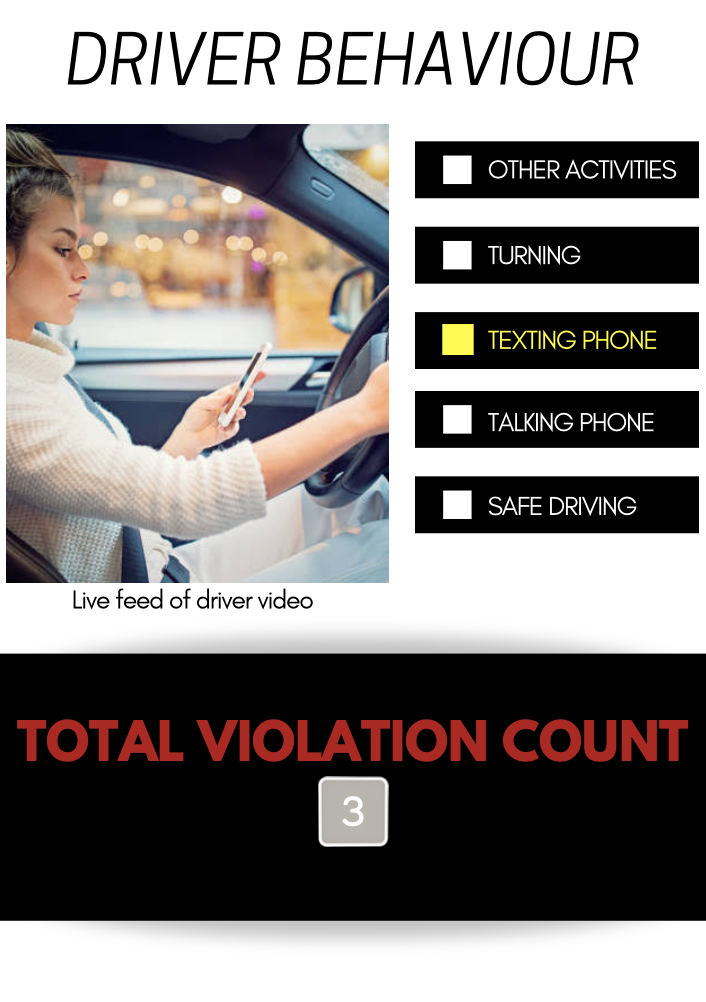 DRIVER BEHAVIOUR
OTHER ACTIVITIES
TURNING
TEXTING PHONE
TALKING PHONE
SAFE DRIVING
Live feed of driver video
TOTAL VIOLATION COUNT
3